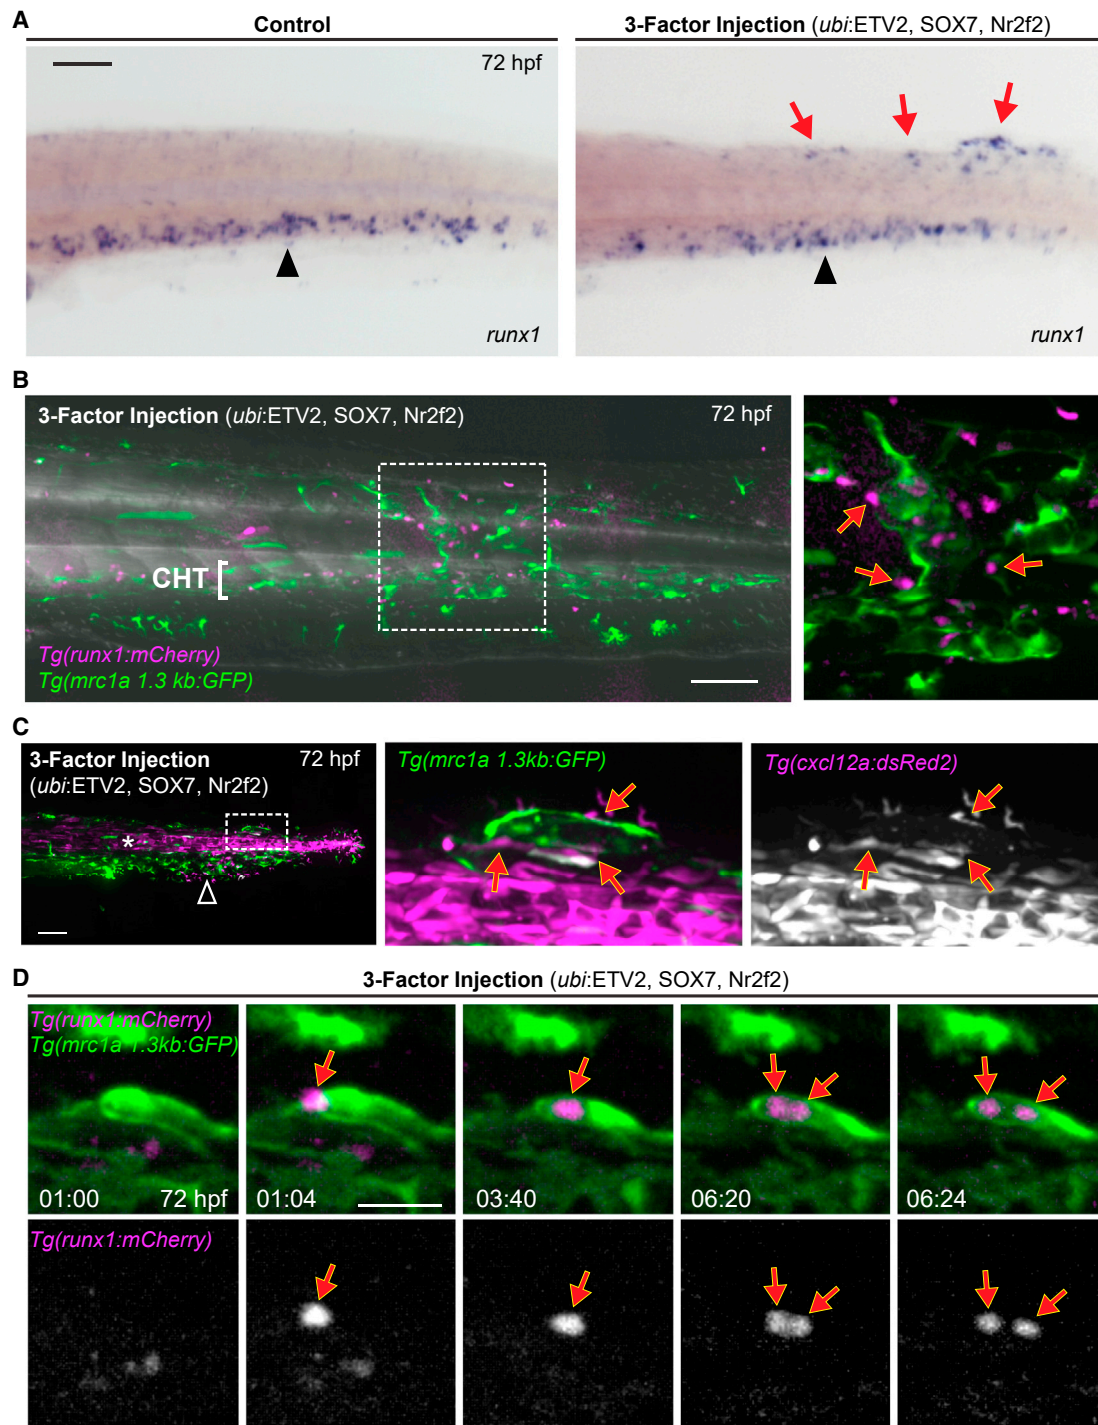 A
Control
3-Factor Injection (ubi:ETV2, SOX7, Nr2f2)
72 hpf
runx1
runx1
B
3-Factor Injection (ubi:ETV2, SOX7, Nr2f2)
72 hpf
CHT
Tg(runx1:mCherry)
Tg(mrc1a 1.3 kb:GFP)
C
3-Factor Injection
72 hpf
(ubi:ETV2, SOX7, Nr2f2)
*
Tg(mrc1a 1.3kb:GFP)
Tg(cxcl12a:dsRed2)
D
3-Factor Injection (ubi:ETV2, SOX7, Nr2f2)
Tg(runx1:mCherry)
Tg(mrc1a 1.3kb:GFP)
01:00
72 hpf
01:04
03:40
06:20
06:24
Tg(runx1:mCherry)